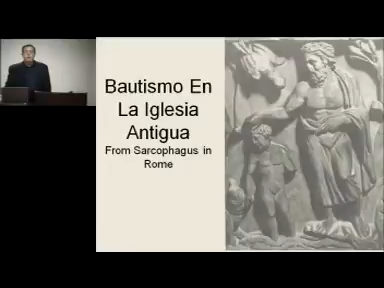 Bautismo En
La Iglesia
Antigua
From Sarcophagus in
Rome